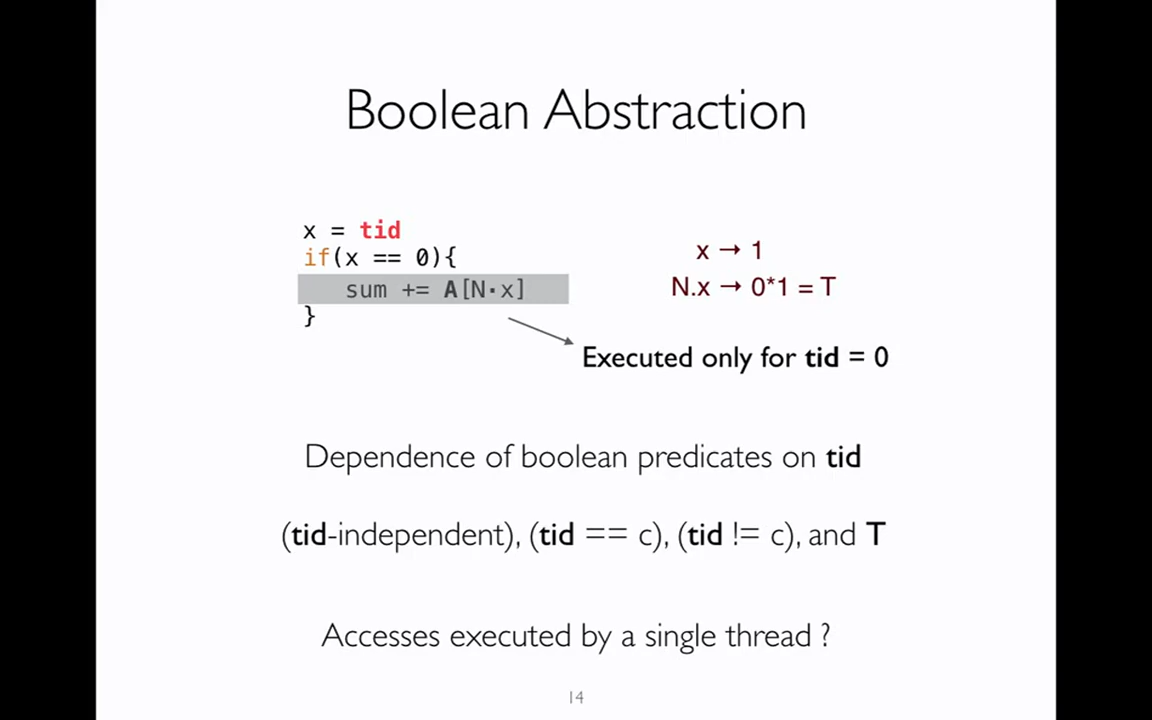 Boolean Abstraction
x = tid
if(x == 0){
sum += A[N·x]
}
x → 1
N.x → 0*1 = T
Executed only for tid = 0
Dependence of boolean predicates on tid
(tid-independent), (tid == c), (tid != c), and T
Accesses executed by a single thread ?
14